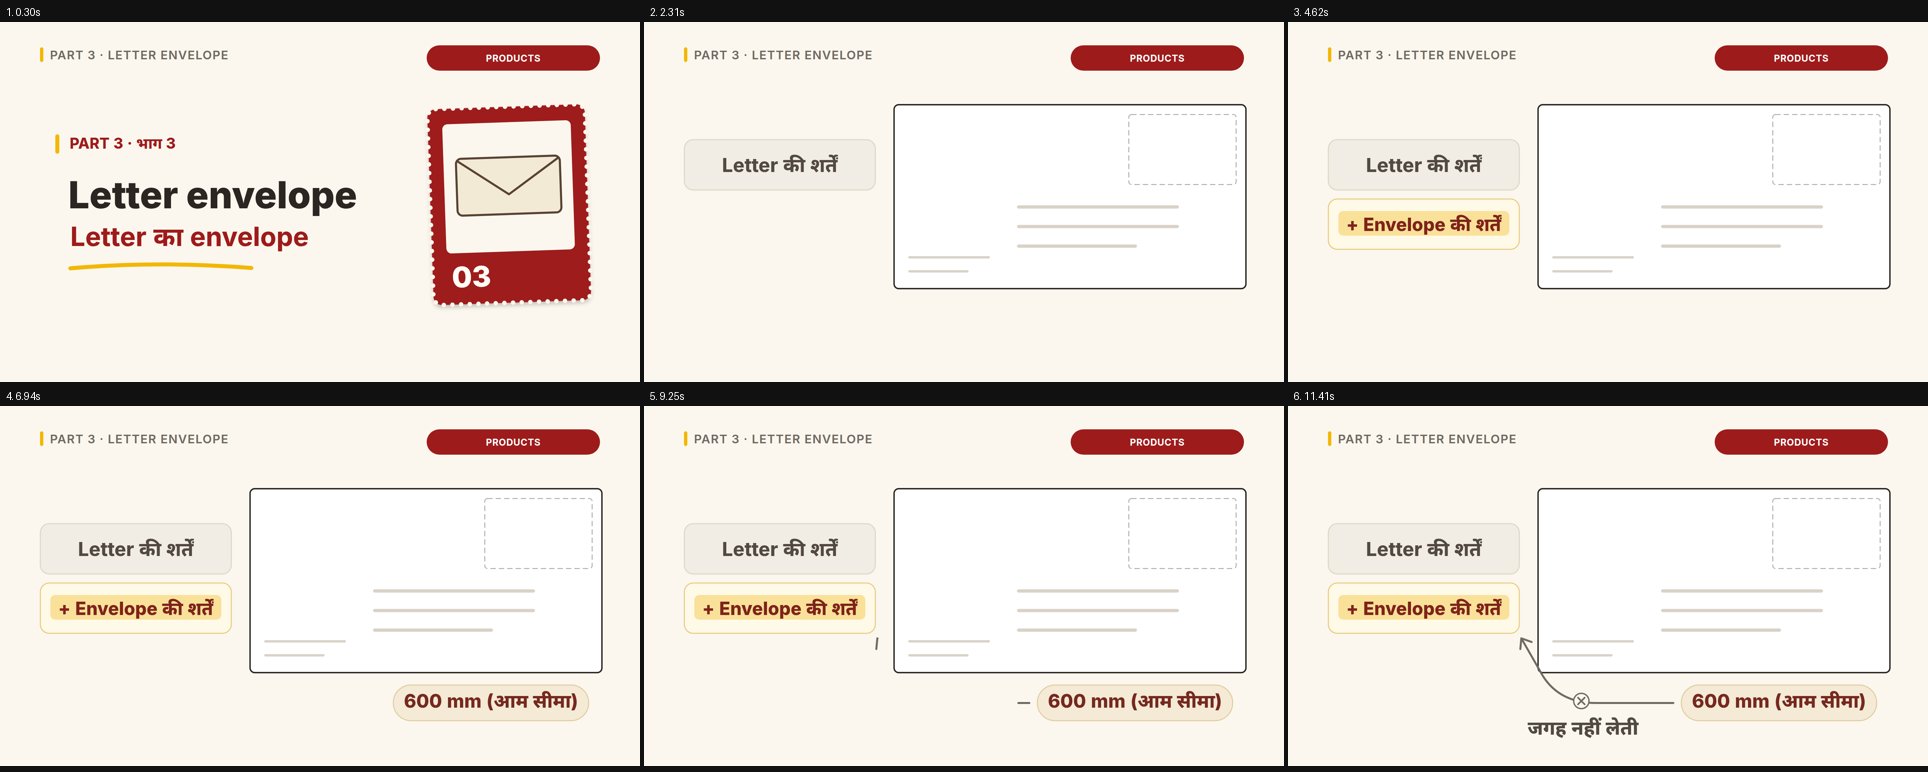 1. 0.30s
PART 3 · LETTER ENVELOPE
PRODUCTS
PART 3 · भाग 3
Letter envelope
Letter का envelope
03
2. 2.31s
PART 3 · LETTER ENVELOPE
PRODUCTS
Letter की शर्तें
3. 4.62s
PART 3 · LETTER ENVELOPE
PRODUCTS
Letter की शर्तें
+ Envelope की शर्तें
4. 6.94s
PART 3 · LETTER ENVELOPE
PRODUCTS
Letter की शर्तें
+ Envelope की शर्तें
600 mm (आम सीमा)
5. 9.25s
PART 3 · LETTER ENVELOPE
PRODUCTS
Letter की शर्तें
+ Envelope की शर्तें
600 mm (आम सीमा)
6. 11.41s
PART 3 · LETTER ENVELOPE
PRODUCTS
Letter की शर्तें
+ Envelope की शर्तें
600 mm (आम सीमा)
जगह नहीं लेती